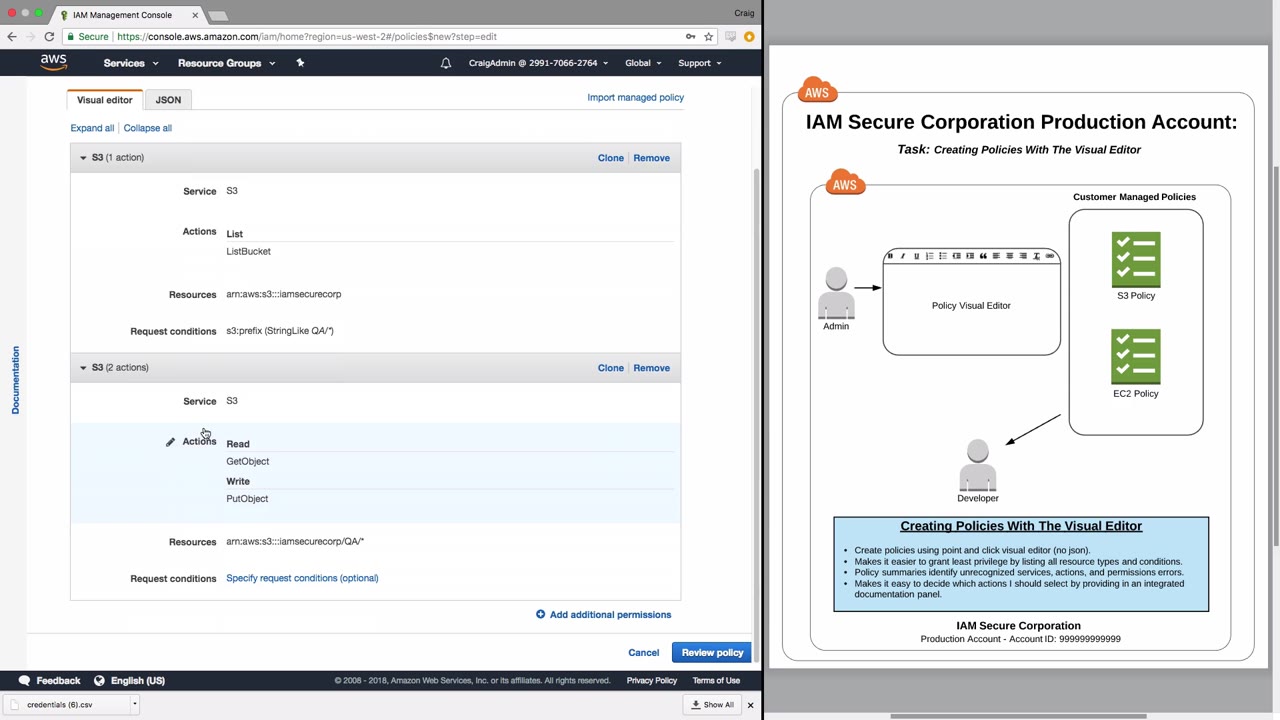 IAM Management Console
Craig
Secure | https://console.aws.amazon.com/iam/home?region=us-west-2#/policies$new?step=edit
aws
Services
Resource Groups
CraigAdmin @ 2991-7066-2764
Global
Support
Visual editor
JSON
Import managed policy
Expand all | Collapse all
S3 (1 action)
Clone | Remove
Service S3
Actions List
ListBucket
Resources arn:aws:s3:::iamsecurecorp
Request conditions s3:prefix (StringLike QA/*)
S3 (2 actions)
Clone | Remove
Service S3
Actions Read
GetObject
Write
PutObject
Resources arn:aws:s3:::iamsecurecorp/QA/*
Request conditions Specify request conditions (optional)
Add additional permissions
Documentation
Cancel
Review policy
Feedback
English (US)
© 2008 - 2018, Amazon Web Services, Inc. or its affiliates. All rights reserved.
Privacy Policy
Terms of Use
credentials (6).csv
Show All
AWS
IAM Secure Corporation Production Account:
Task: Creating Policies With The Visual Editor
AWS
Customer Managed Policies
Policy Visual Editor
Admin
S3 Policy
EC2 Policy
Developer
Creating Policies With The Visual Editor
• Create policies using point and click visual editor (no json).
• Makes it easier to grant least privilege by listing all resource types and conditions.
• Policy summaries identify unrecognized services, actions, and permissions errors.
• Makes it easy to decide which actions I should select by providing in an integrated
documentation panel.
IAM Secure Corporation
Production Account - Account ID: 999999999999